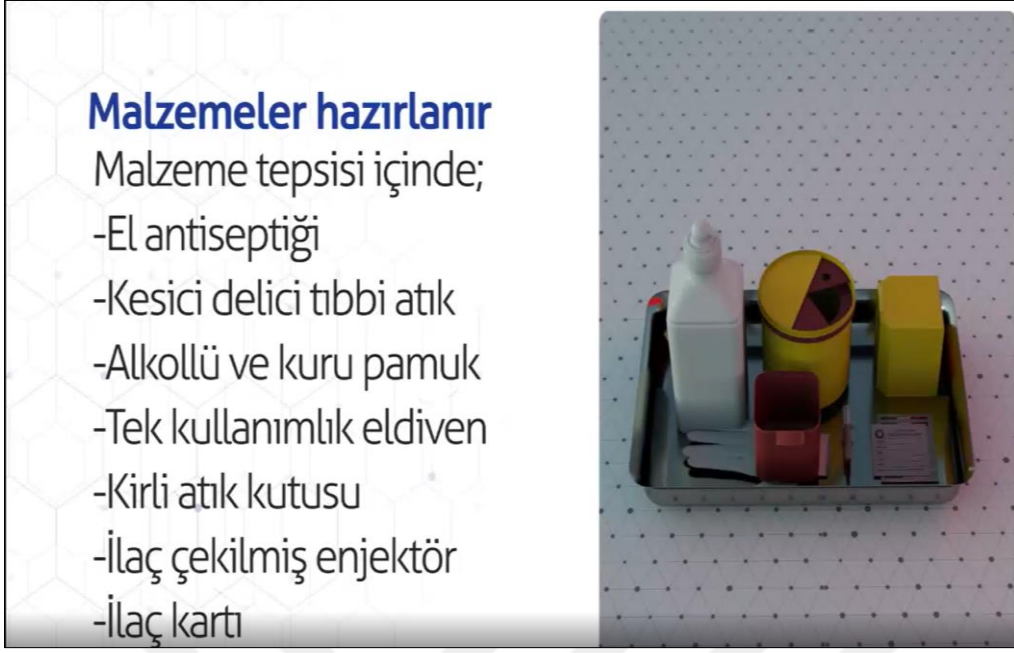 Malzemeler hazırlanır
Malzeme tepsisi içinde;
-El antiseptiği
-Kesici delici tıbbi atık
-Alkollü ve kuru pamuk
-Tek kullanımlık eldiven
-Kirli atık kutusu
-İlaç çekilmiş enjektör
-İlaç kartı